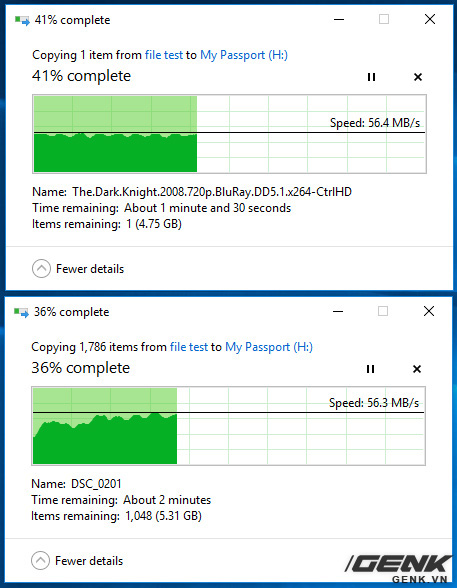 41% complete
Copying 1 item from file test to My Passport (H:)
41% complete
Speed: 56.4 MB/s
Name: The.Dark.Knight.2008.720p.BluRay.DD5.1.x264-CtrlHD
Time remaining: About 1 minute and 30 seconds
Items remaining: 1 (4.75 GB)
Fewer details
36% complete
Copying 1,786 items from file test to My Passport (H:)
36% complete
Speed: 56.3 MB/s
Name: DSC_0201
Time remaining: About 2 minutes
Items remaining: 1,048 (5.31 GB)
Fewer details
GENK
GENK.VN